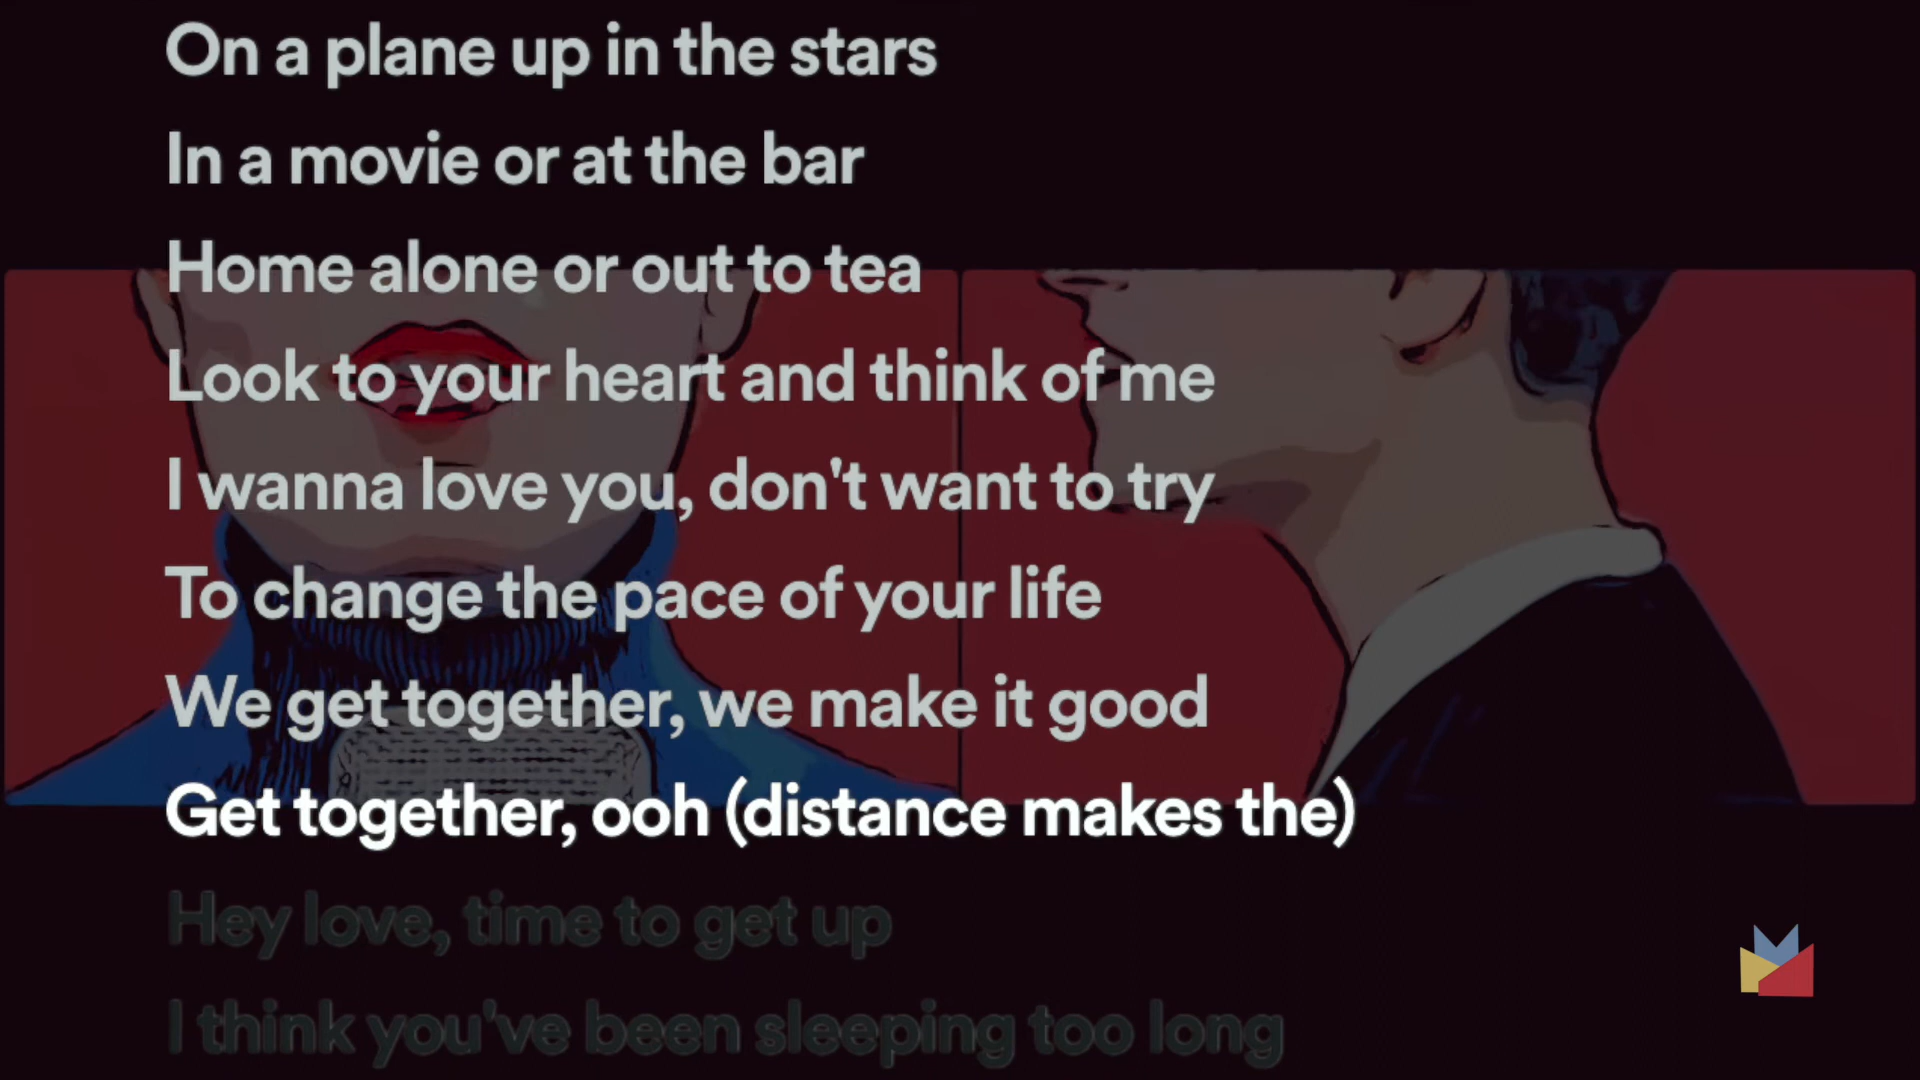 On a plane up in the stars
In a movie or at the bar
Home alone or out to tea
Look to your heart and think of me
I wanna love you, don't want to try
To change the pace of your life
We get together, we make it good
Get together, ooh (distance makes the)
Hey love, time to get up
I think you've been sleeping too long